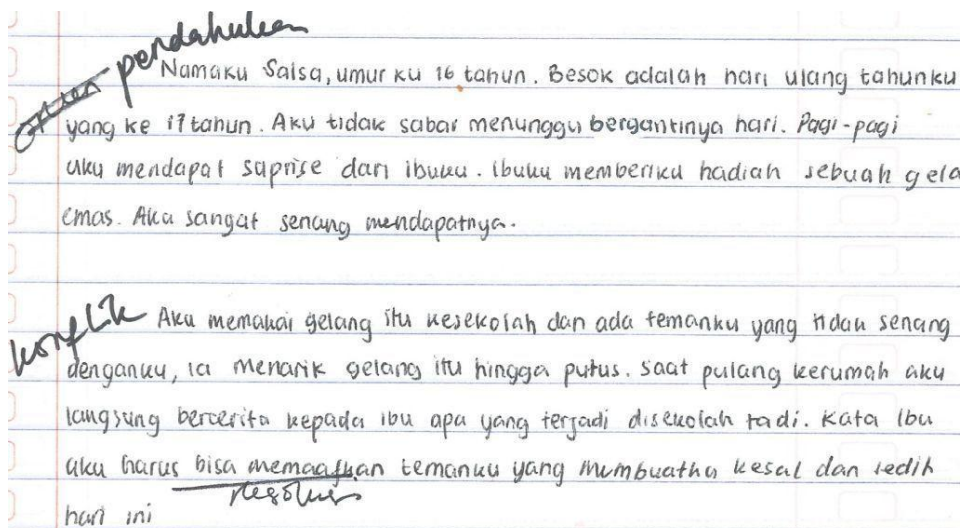 pendahuluan
Namaku Salsa, umur ku 16 tahun. Besok adalah hari ulang tahunku
yang ke 17 tahun. Aku tidak sabar menunggu bergantinya hari. Pagi-pagi
aku mendapat saprise dari ibuku. Ibuku memberiku hadiah sebuah gela
emas. Aku sangat senang mendapatnya.
konflik
Aku memakai gelang itu kesekolah dan ada temanku yang tidak senang
denganku, ia menarik gelang itu hingga putus. Saat pulang kerumah aku
langsung bercerita kepada ibu apa yang terjadi disekolah tadi. Kata Ibu
aku harus bisa memaafkan temanku yang membuatku kesal dan sedih
resolusi
hari ini